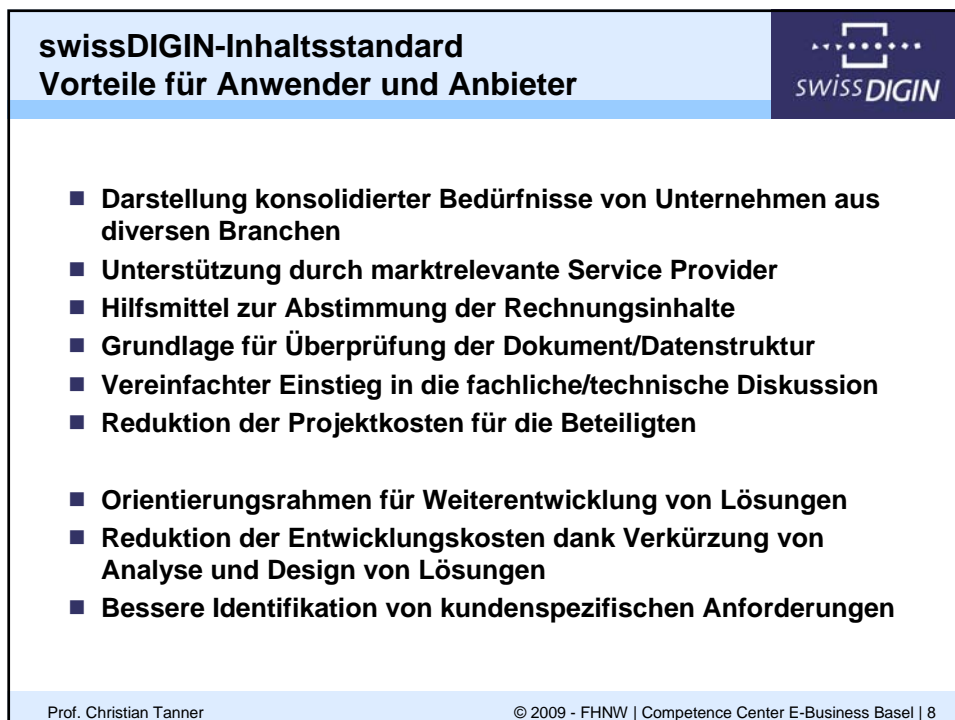 swissDIGIN-Inhaltsstandard
Vorteile für Anwender und Anbieter
swissDIGIN
■ Darstellung konsolidierter Bedürfnisse von Unternehmen aus
diversen Branchen
■ Unterstützung durch marktrelevante Service Provider
■ Hilfsmittel zur Abstimmung der Rechnungsinhalte
■ Grundlage für Überprüfung der Dokument/Datenstruktur
■ Vereinfachter Einstieg in die fachliche/technische Diskussion
■ Reduktion der Projektkosten für die Beteiligten
■ Orientierungsrahmen für Weiterentwicklung von Lösungen
■ Reduktion der Entwicklungskosten dank Verkürzung von
Analyse und Design von Lösungen
■ Bessere Identifikation von kundenspezifischen Anforderungen
Prof. Christian Tanner © 2009 - FHNW | Competence Center E-Business Basel | 8